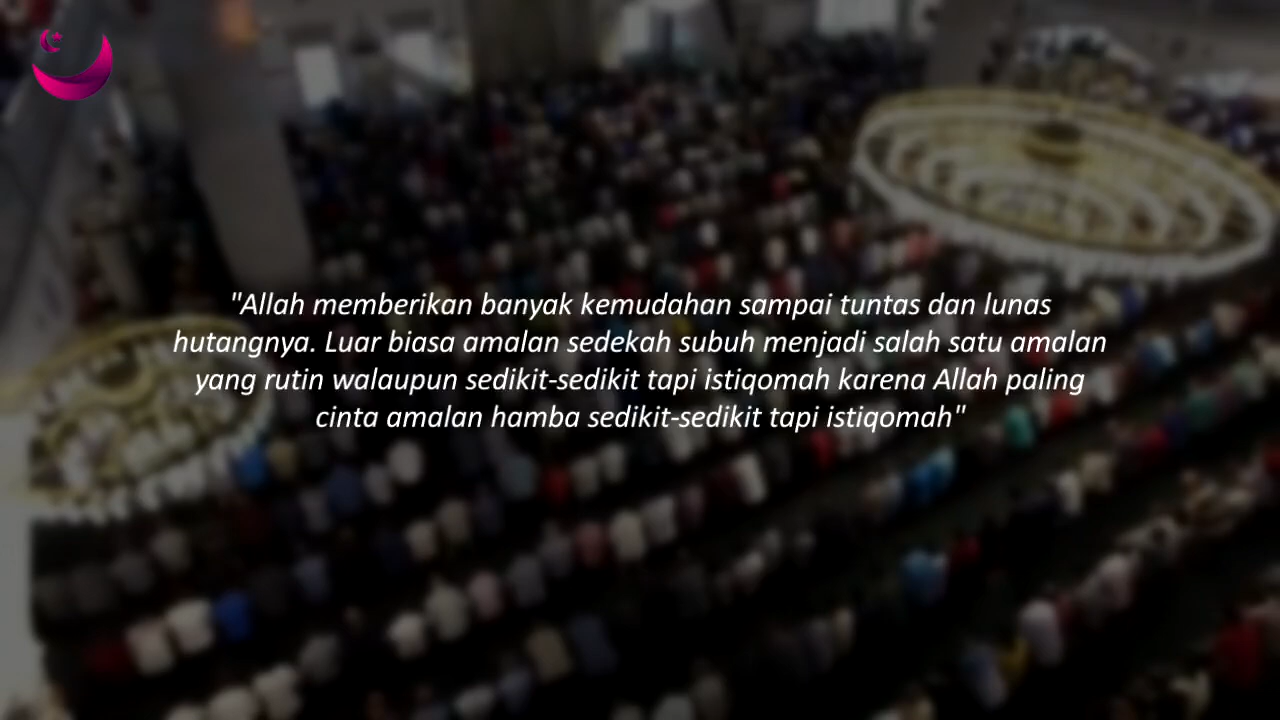 "Allah memberikan banyak kemudahan sampai tuntas dan lunas
hutangnya. Luar biasa amalan sedekah subuh menjadi salah satu amalan
yang rutin walaupun sedikit-sedikit tapi istiqomah karena Allah paling
cinta amalan hamba sedikit-sedikit tapi istiqomah"